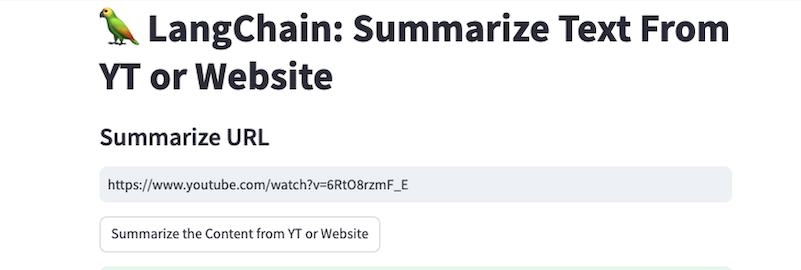 🦜 LangChain: Summarize Text From
YT or Website
Summarize URL
https://www.youtube.com/watch?v=6RtO8rzmF_E
Summarize the Content from YT or Website